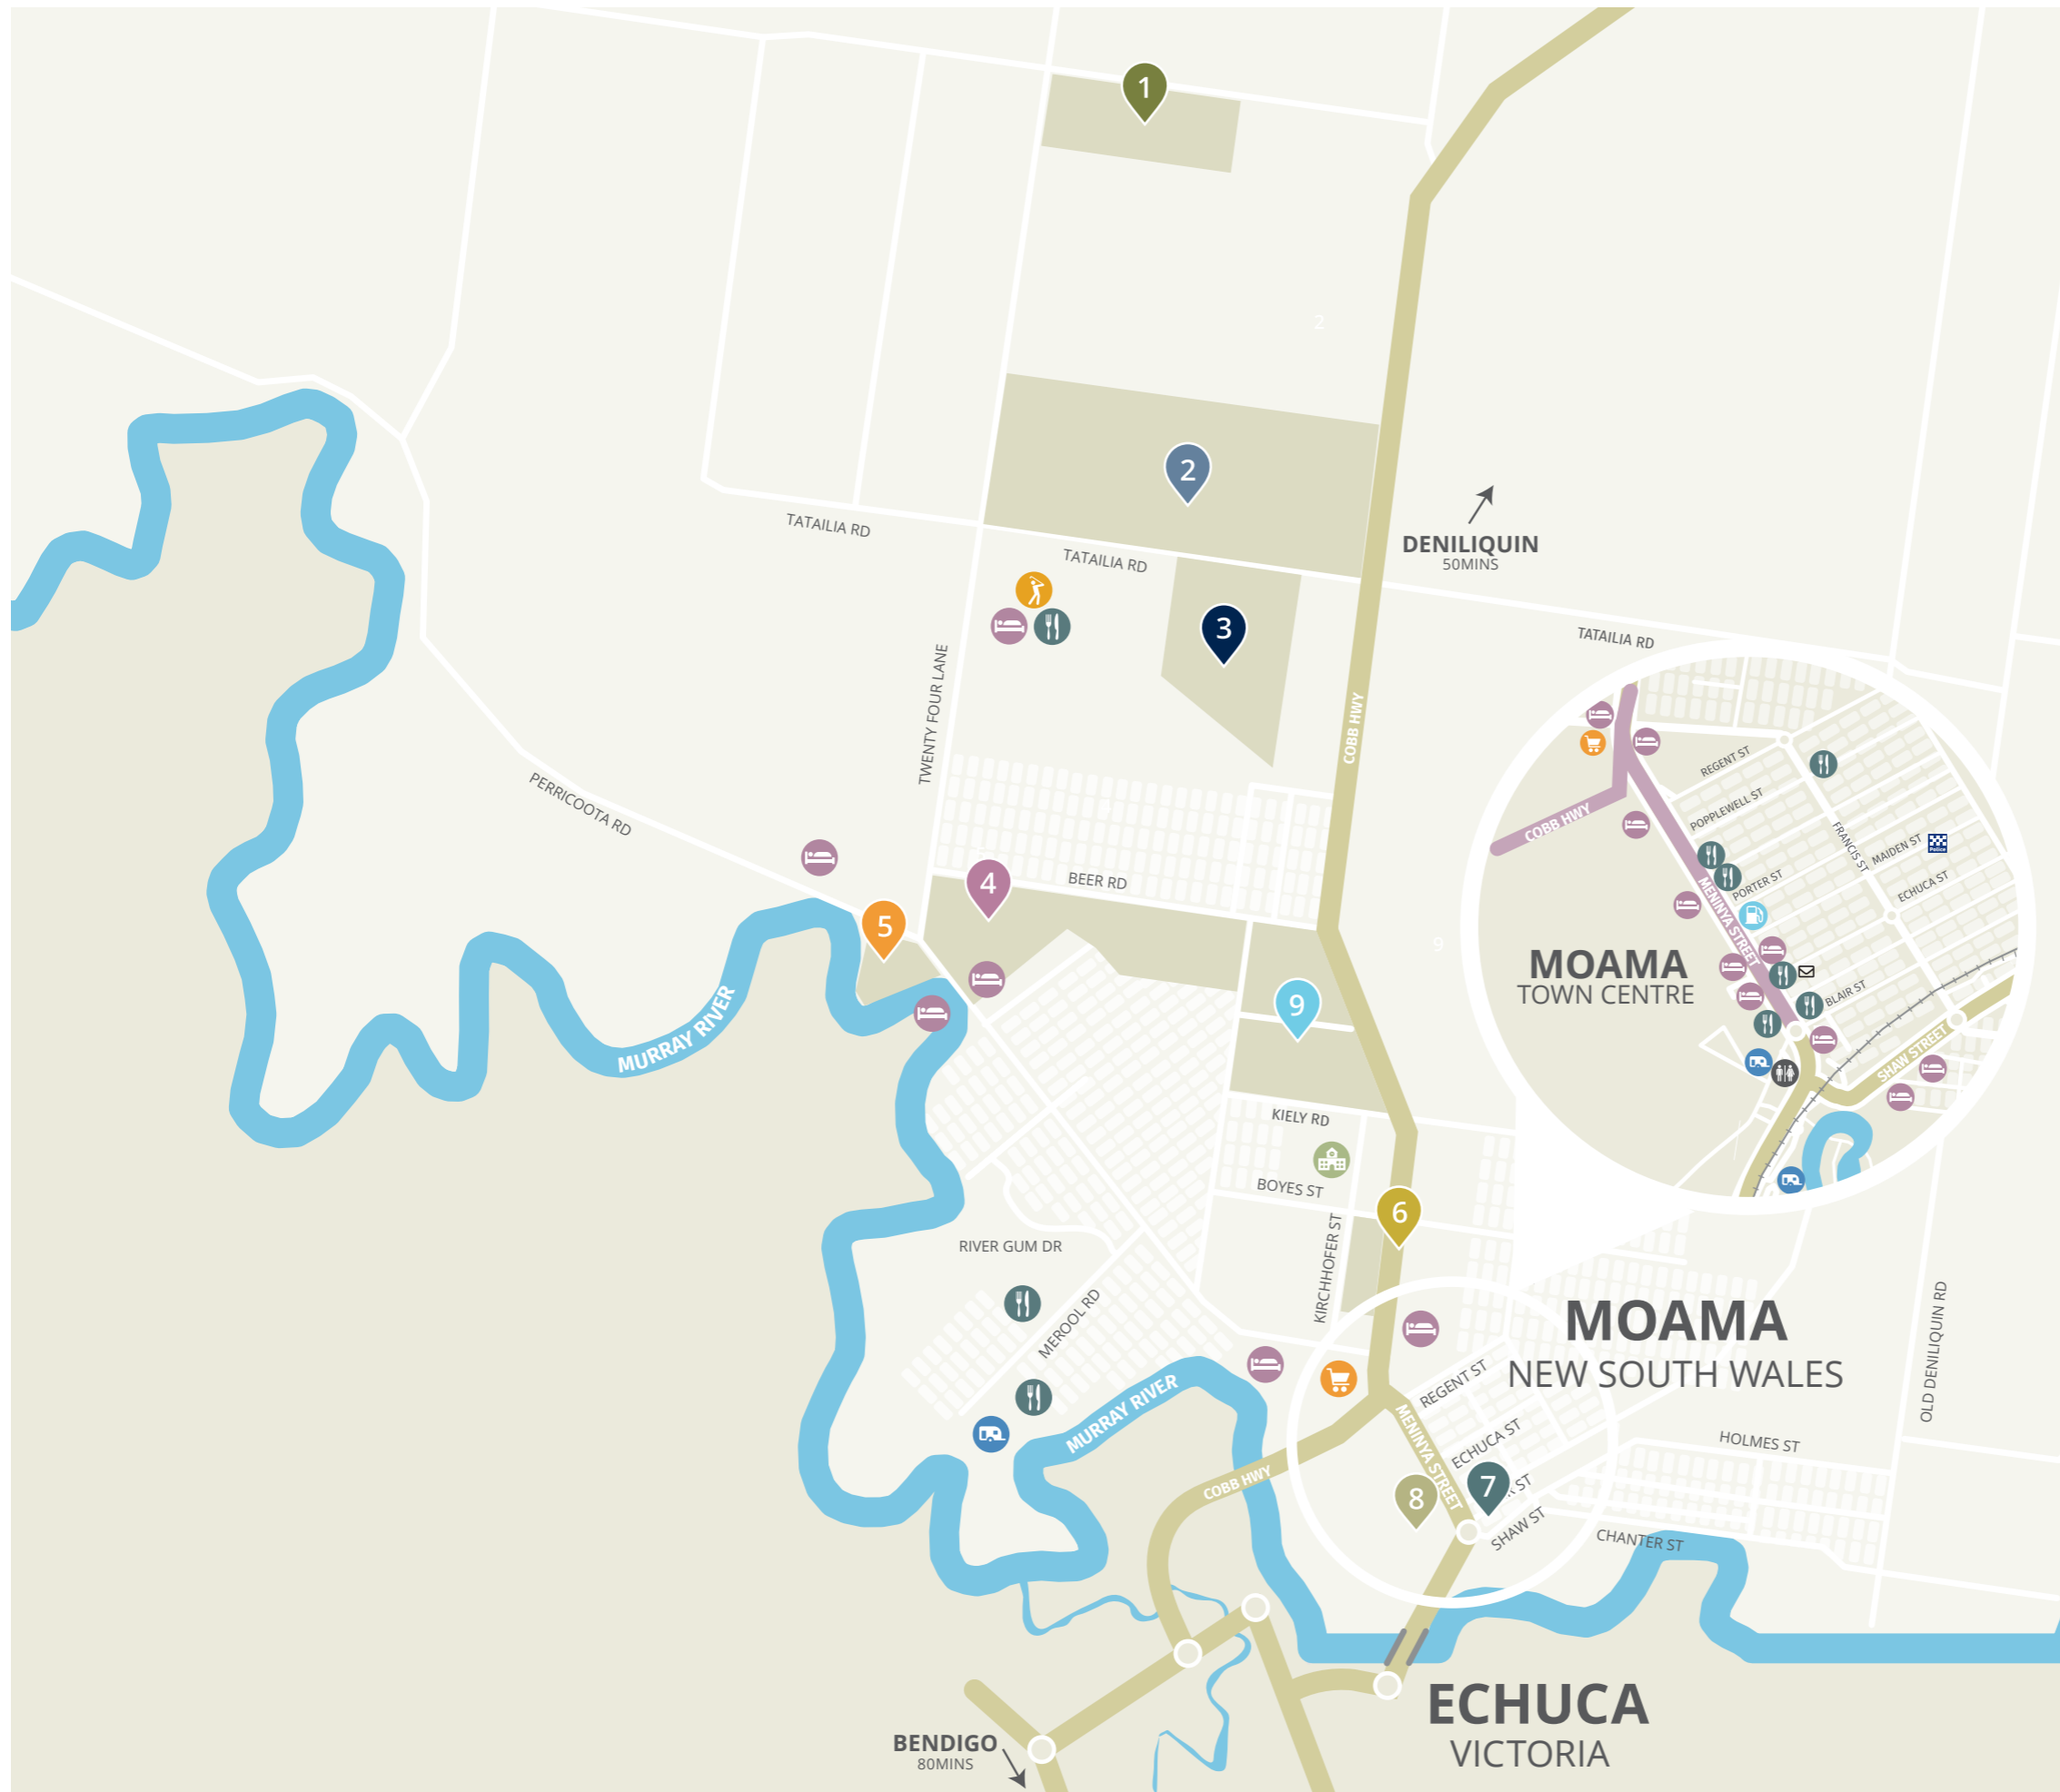 1
2
2
TATAILIA RD
TATAILIA RD
DENILIQUIN
50MINS
3
TATAILIA RD
TWENTY FOUR LANE
COBB HWY
PERRICOOTA RD
4
BEER RD
5
9
9
MURRAY RIVER
KIELY RD
BOYES ST
6
KIRCHHOFER ST
RIVER GUM DR
MEROOL RD
MURRAY RIVER
COBB HWY
REGENT ST
POPPLEWELL ST
COBB HWY
FRANCIS ST
MAIDEN ST
Police
PORTER ST
ECHUCA ST
MENINYA STREET
MOAMA
TOWN CENTRE
BLAIR ST
SHAW STREET
MOAMA
NEW SOUTH WALES
OLD DENILIQUIN RD
REGENT ST
MENINYA STREET
ECHUCA ST
HOLMES ST
7
8
ST
SHAW ST
CHANTER ST
ECHUCA
VICTORIA
BENDIGO
80MINS